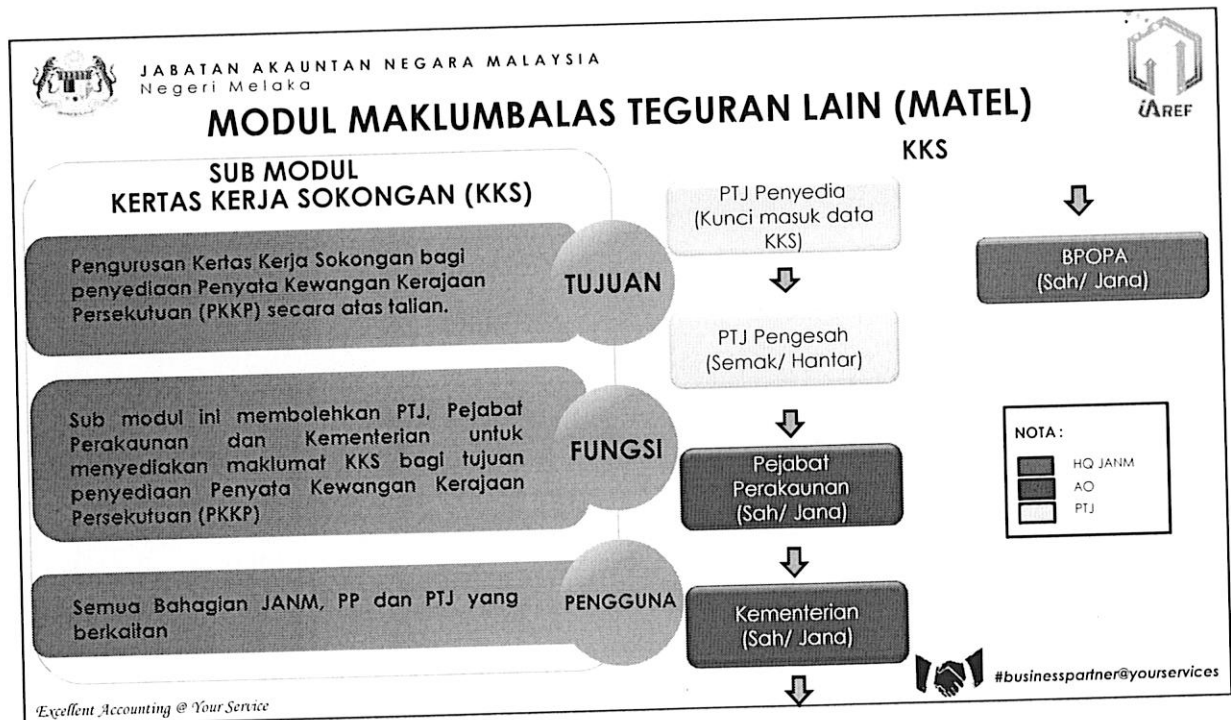 JABATAN AKAUNTAN NEGARA MALAYSIA
Negeri Melaka
iAREF
MODUL MAKLUMBALAS TEGURAN LAIN (MATEL)
SUB MODUL
KERTAS KERJA SOKONGAN (KKS)
Pengurusan Kertas Kerja Sokongan bagi
penyediaan Penyata Kewangan Kerajaan
Persekutuan (PKKP) secara atas talian.
TUJUAN
Sub modul ini membolehkan PTJ, Pejabat
Perakaunan dan Kementerian untuk
menyediakan maklumat KKS bagi tujuan
penyediaan Penyata Kewangan Kerajaan
Persekutuan (PKKP)
FUNGSI
Semua Bahagian JANM, PP dan PTJ yang
berkaitan
PENGGUNA
KKS
PTJ Penyedia
(Kunci masuk data
KKS)
PTJ Pengesah
(Semak/ Hantar)
Pejabat
Perakaunan
(Sah/ Jana)
Kementerian
(Sah/ Jana)
BPOPA
(Sah/ Jana)
NOTA :
HQ JANM
AO
PTJ
#businesspartner@yourservices
Excellent Accounting @ Your Service